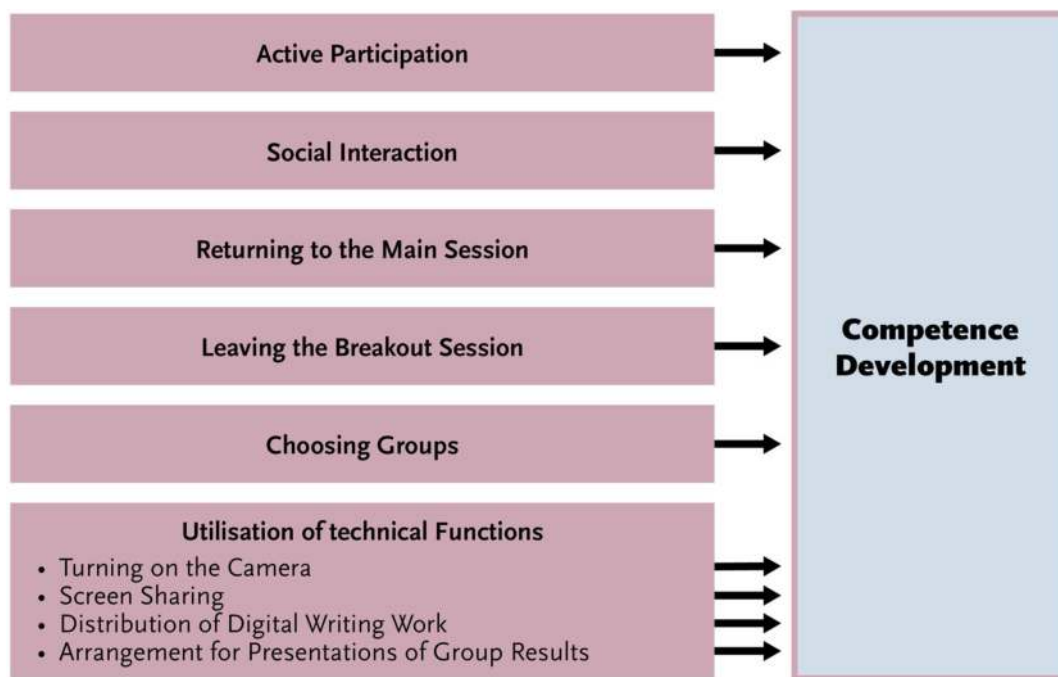 Active Participation
Social Interaction
Returning to the Main Session
Leaving the Breakout Session
Choosing Groups
Utilisation of technical Functions
• Turning on the Camera
• Screen Sharing
• Distribution of Digital Writing Work
• Arrangement for Presentations of Group Results
Competence
Development